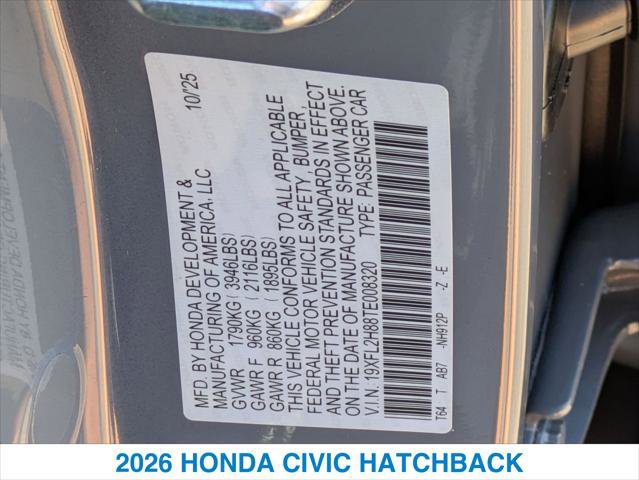 MFD. BY HONDA DEVELOPMENT & 10/'25
MANUFACTURING OF AMERICA. LLC
GVWR 1790KG ( 3946LBS)
GAWR F 960KG ( 2116LBS)
GAWR R 860KG ( 1895LBS)
THIS VEHICLE CONFORMS TO ALL APPLICABLE
FEDERAL MOTOR VEHICLE SAFETY, BUMPER,
AND THEFT PREVENTION STANDARDS IN EFFECT
ON THE DATE OF MANUFACTURE SHOWN ABOVE.
V.I.N: 19XFL2H88TE008320 TYPE: PASSENGER CAR
T64 T AB7 -NH912P -Z -E
2026 HONDA CIVIC HATCHBACK